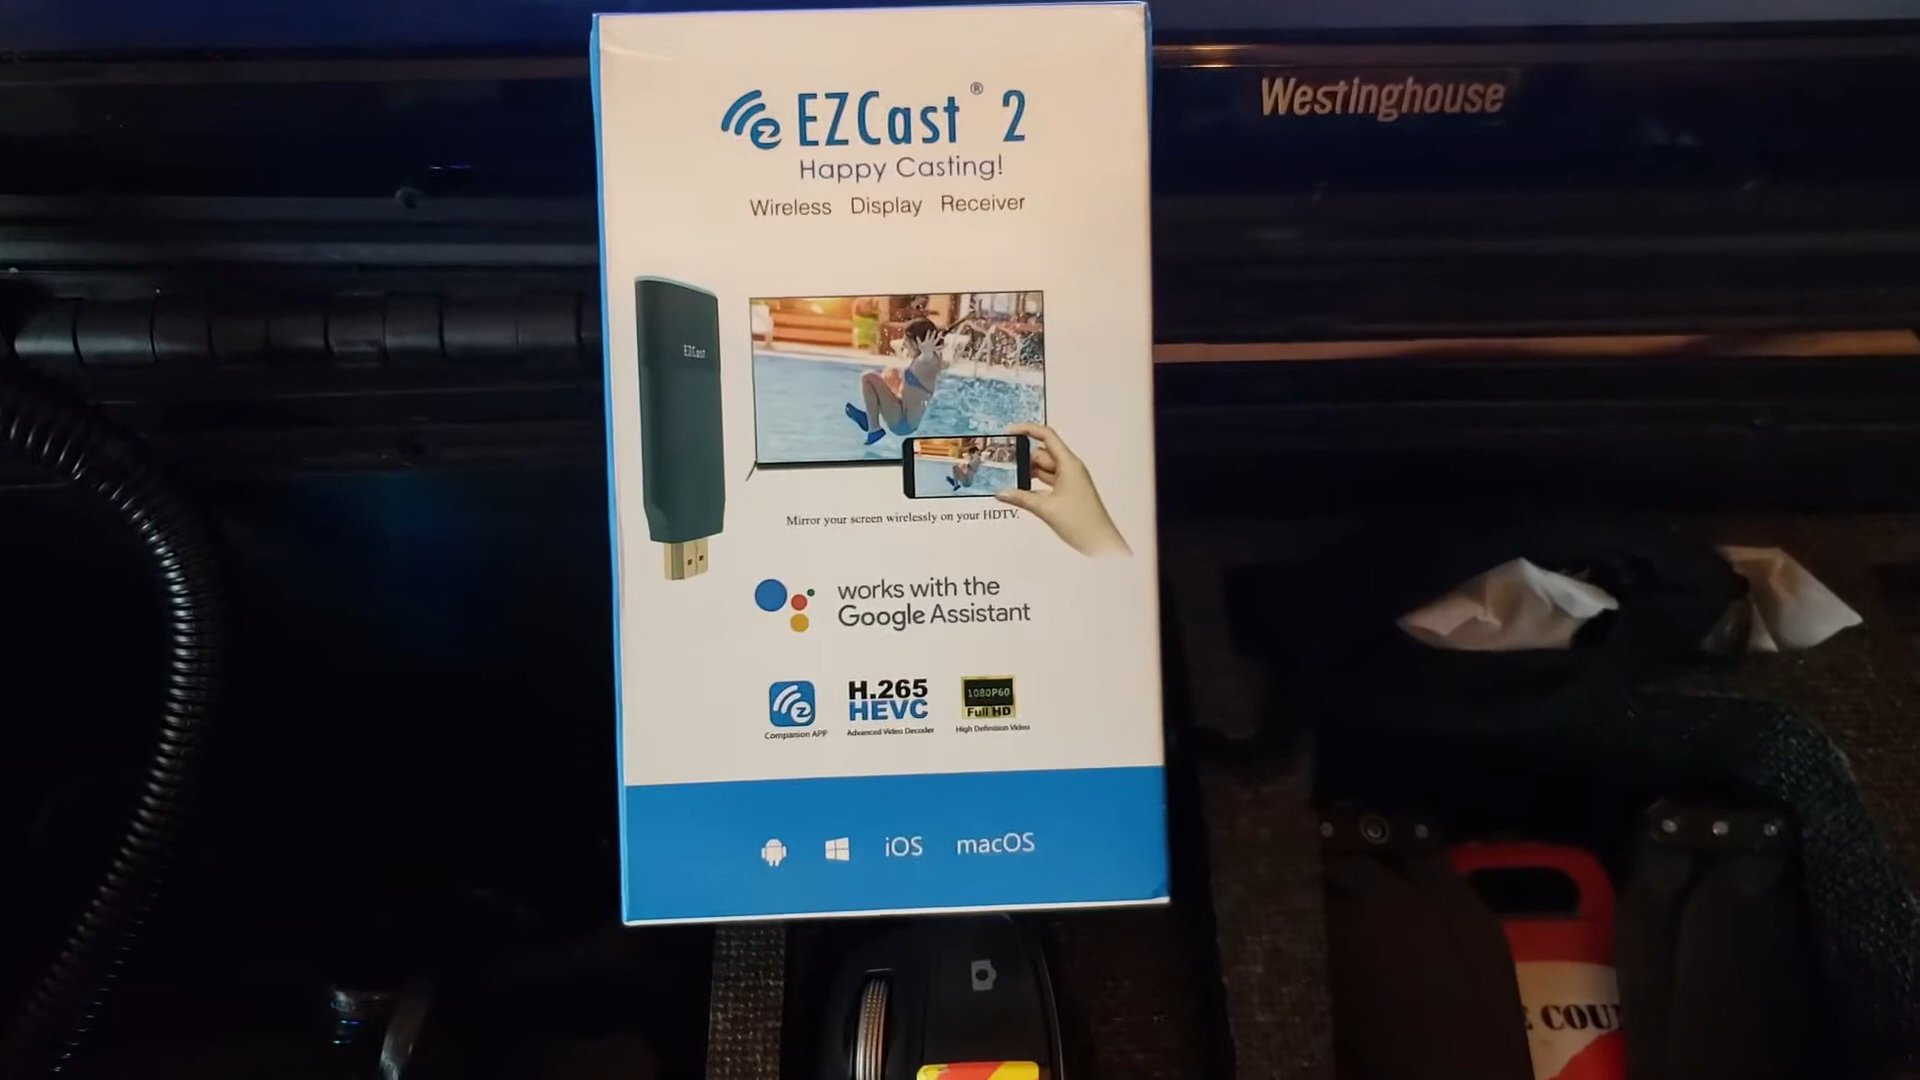 EZCast® 2
Happy Casting!
Wireless Display Receiver
Westinghouse
EZCast
Mirror your screen wirelessly on your HDTV.
works with the
Google Assistant
H.265
HEVC
1080P60
Full HD
Companion APP
Advanced Video Decoder
High Definition Video
iOS
macOS